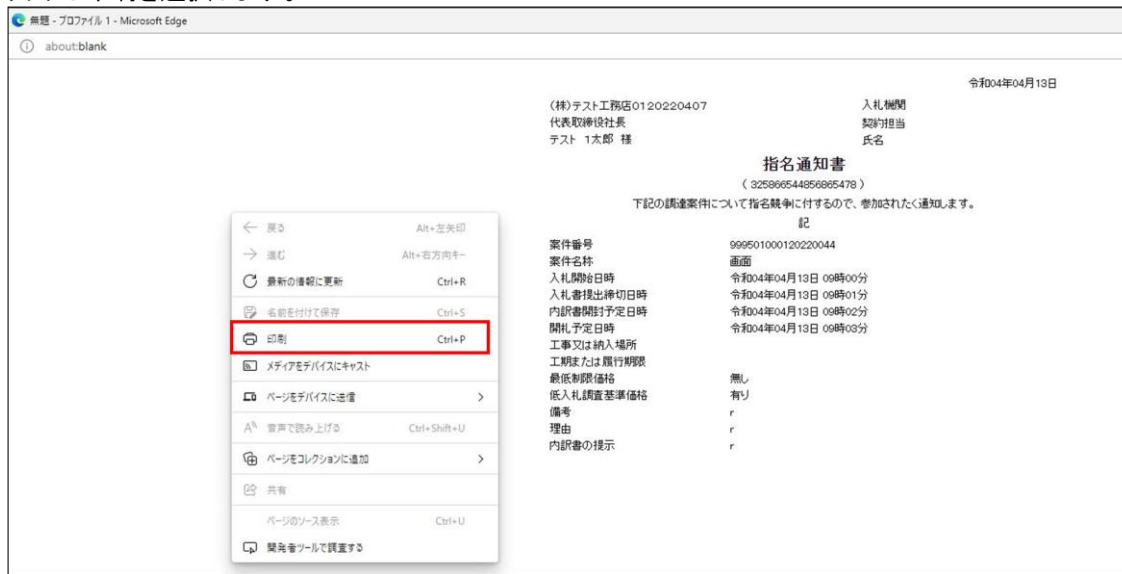 無題 - プロファイル 1 - Microsoft Edge
about:blank
令和04年04月13日
(株)テスト工務店0120220407 入札機関
代表取締役社長 契約担当
テスト 1太郎 様 氏名
指名通知書
( 325866544856865478 )
下記の調達案件について指名競争に付するので、参加されたく通知します。
記
案件番号 999501000120220044
案件名称 画面
入札開始日時 令和04年04月13日 09時00分
入札書提出締切日時 令和04年04月13日 09時01分
内訳書開封予定日時 令和04年04月13日 09時02分
開札予定日時 令和04年04月13日 09時03分
工事又は納入場所
工期または履行期限
最低制限価格 無し
低入札調査基準価格 有り
備考 r
理由 r
内訳書の提示 r
戻る Alt+左矢印
進む Alt+右方向キー
最新の情報に更新 Ctrl+R
名前を付けて保存 Ctrl+S
印刷 Ctrl+P
メディアをデバイスにキャスト
ページをデバイスに送信
音声で読み上げる Ctrl+Shift+U
ページをコレクションに追加
共有
ページのソース表示 Ctrl+U
開発者ツールで調査する